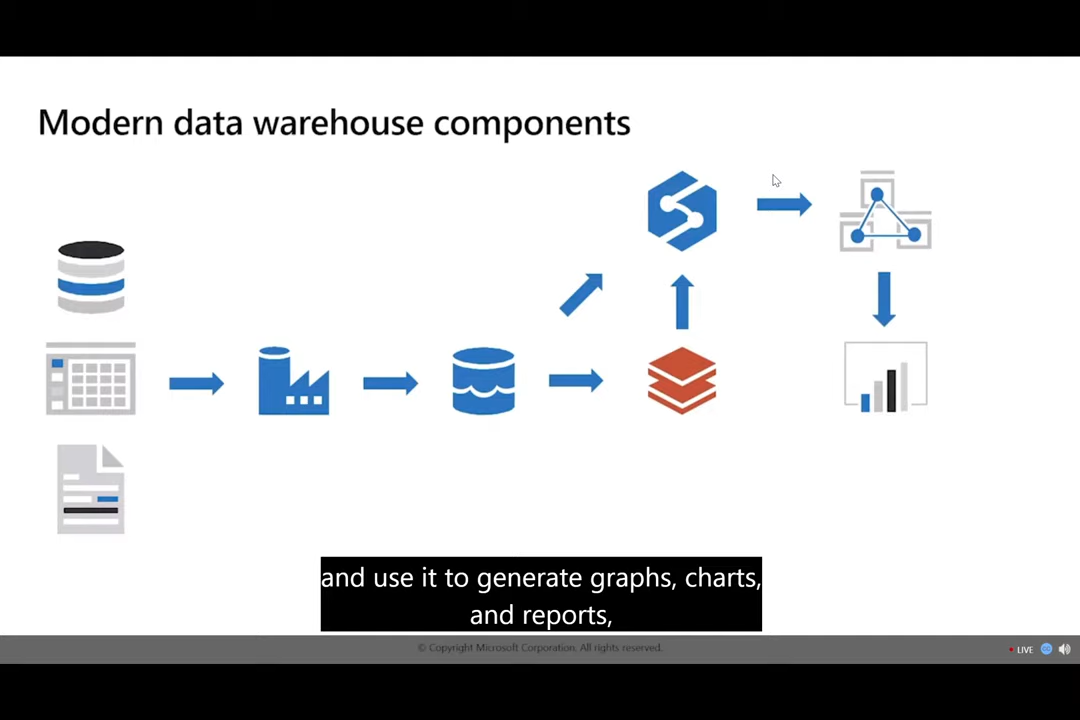 Modern data warehouse components
and use it to generate graphs, charts,
and reports,
© Copyright Microsoft Corporation. All rights reserved.
LIVE
CC